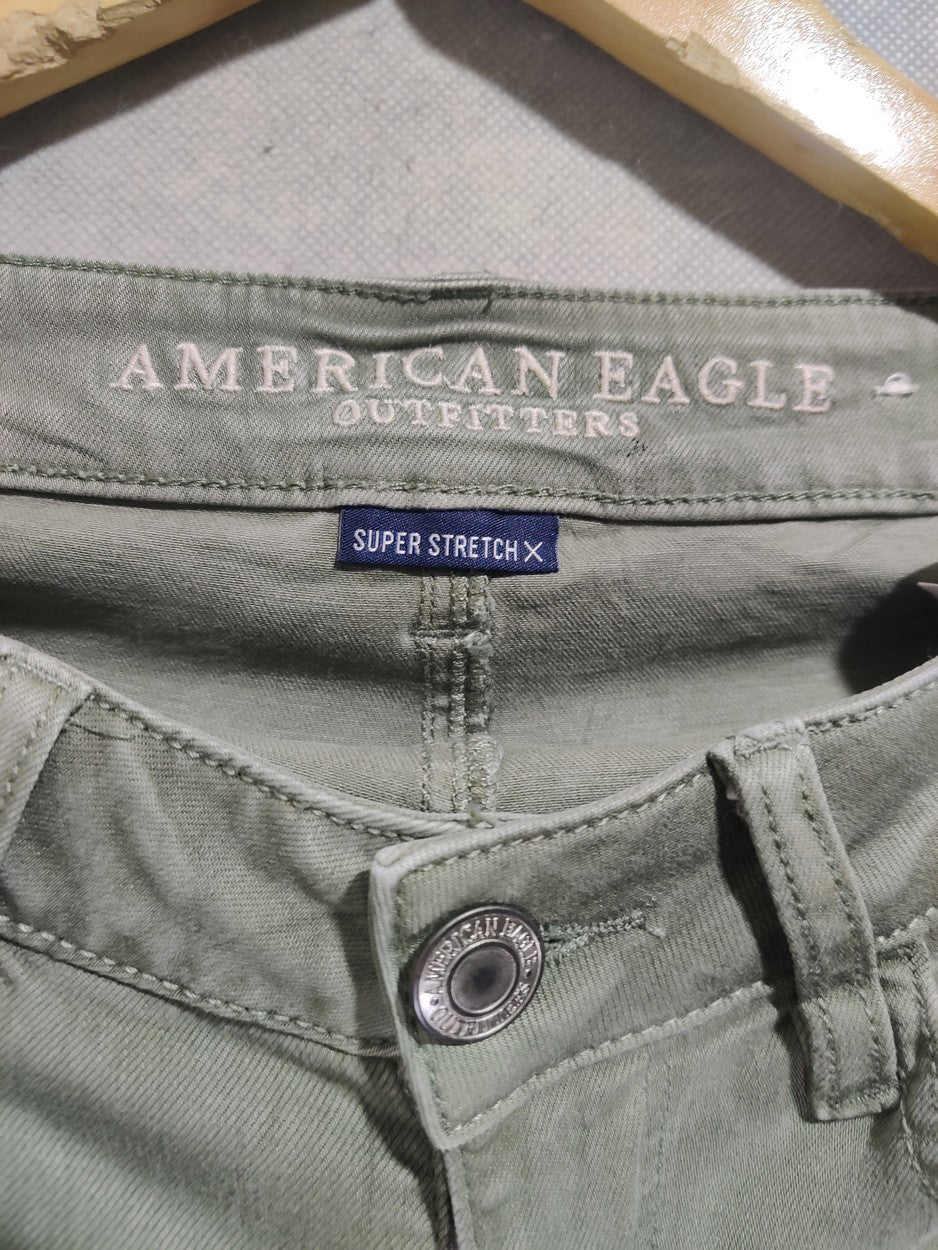 AMERICAN EAGLE
OUTFITTERS
SUPER STRETCH X
AMERICAN EAGLE
OUTFITTERS